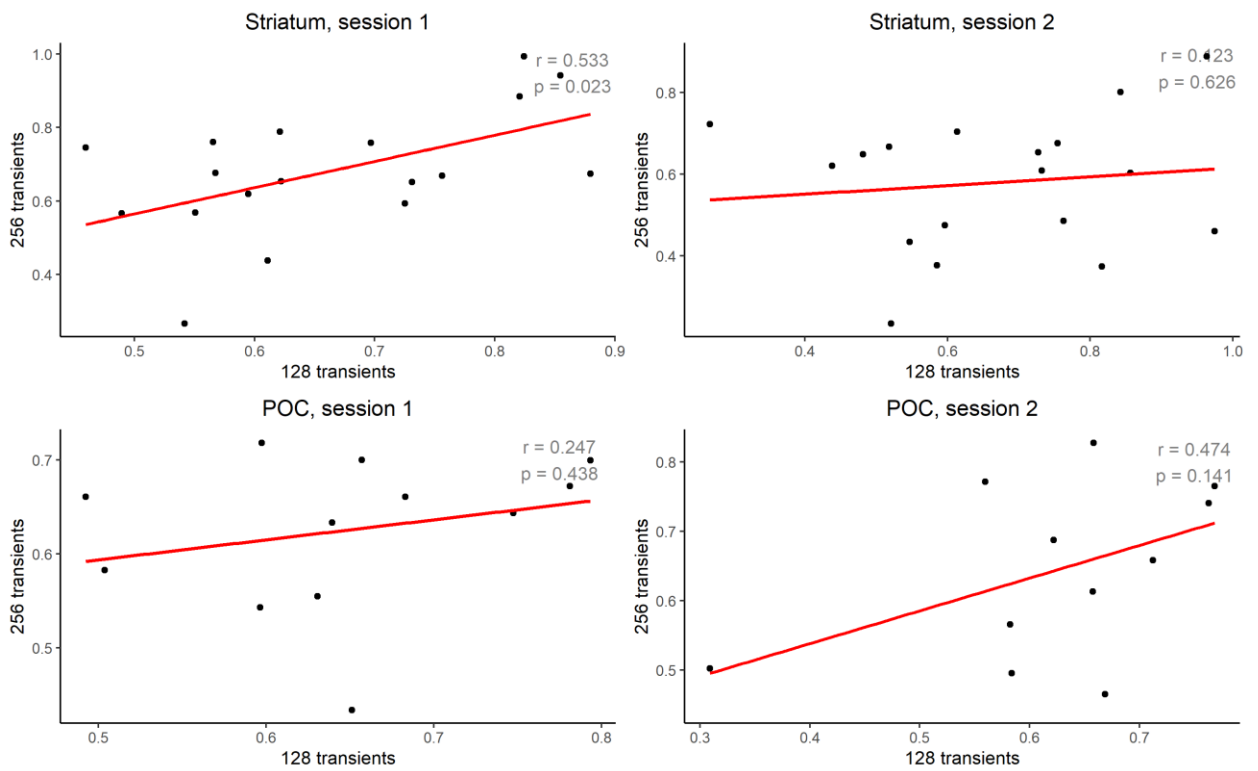 Striatum, session 1
r = 0.533
p = 0.023
1.0
0.8
0.6
0.4
256 transients
0.5 0.6 0.7 0.8 0.9
128 transients
Striatum, session 2
r = 0.123
p = 0.626
0.8
0.6
0.4
256 transients
0.4 0.6 0.8 1.0
128 transients
POC, session 1
r = 0.247
p = 0.438
0.7
0.6
0.5
256 transients
0.5 0.6 0.7 0.8
128 transients
POC, session 2
r = 0.474
p = 0.141
0.8
0.7
0.6
0.5
256 transients
0.3 0.4 0.5 0.6 0.7
128 transients